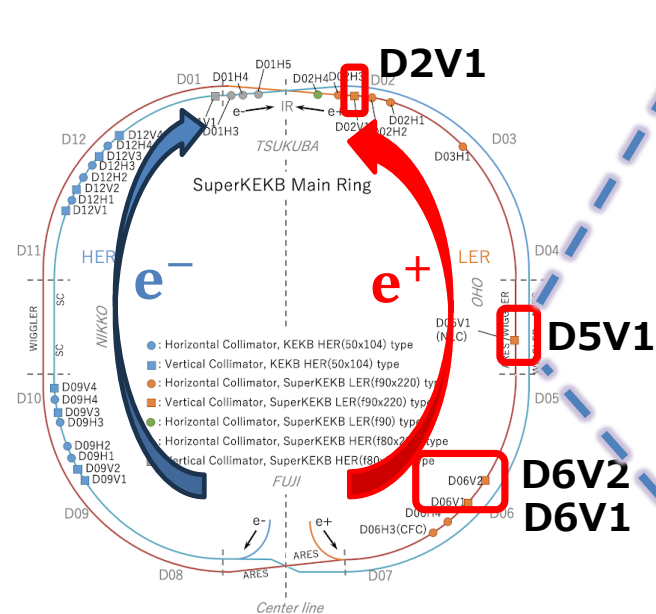 D2V1
D01H5
D01H4
D02H4
D02H3
D02
D01
e-
IR
e+
D01H3
D02V1
D02H2
D02H1
D12
D12V4
D12H4
D12V3
D12H3
D12H2
D12V2
D12H1
D12V1
TSUKUBA
D03
D03H1
SuperKEKB Main Ring
D11
HER
LER
D04
e−
e+
WIGGLER
SC
SC
NIKKO
OHO
D05V1
(NLC)
D5V1
: Horizontal Collimator, KEKB HER(50x104) type
: Vertical Collimator, KEKB HER(50x104) type
: Horizontal Collimator, SuperKEKB LER(f90x220) type
: Vertical Collimator, SuperKEKB LER(f90x220) type
: Horizontal Collimator, SuperKEKB LER(f90) type
: Horizontal Collimator, SuperKEKB HER(f80x
: Vertical Collimator, SuperKEKB HER(f80x
type
D10
D09V4
D09H4
D09V3
D09H3
D09H2
D09H1
D09V2
D09V1
D05
FUJI
D06V2
D06V1
D6V2
D6V1
D06
D06H4
D06H3(CFC)
D09
e-
e+
ARES
ARES
D08
D07
Center line